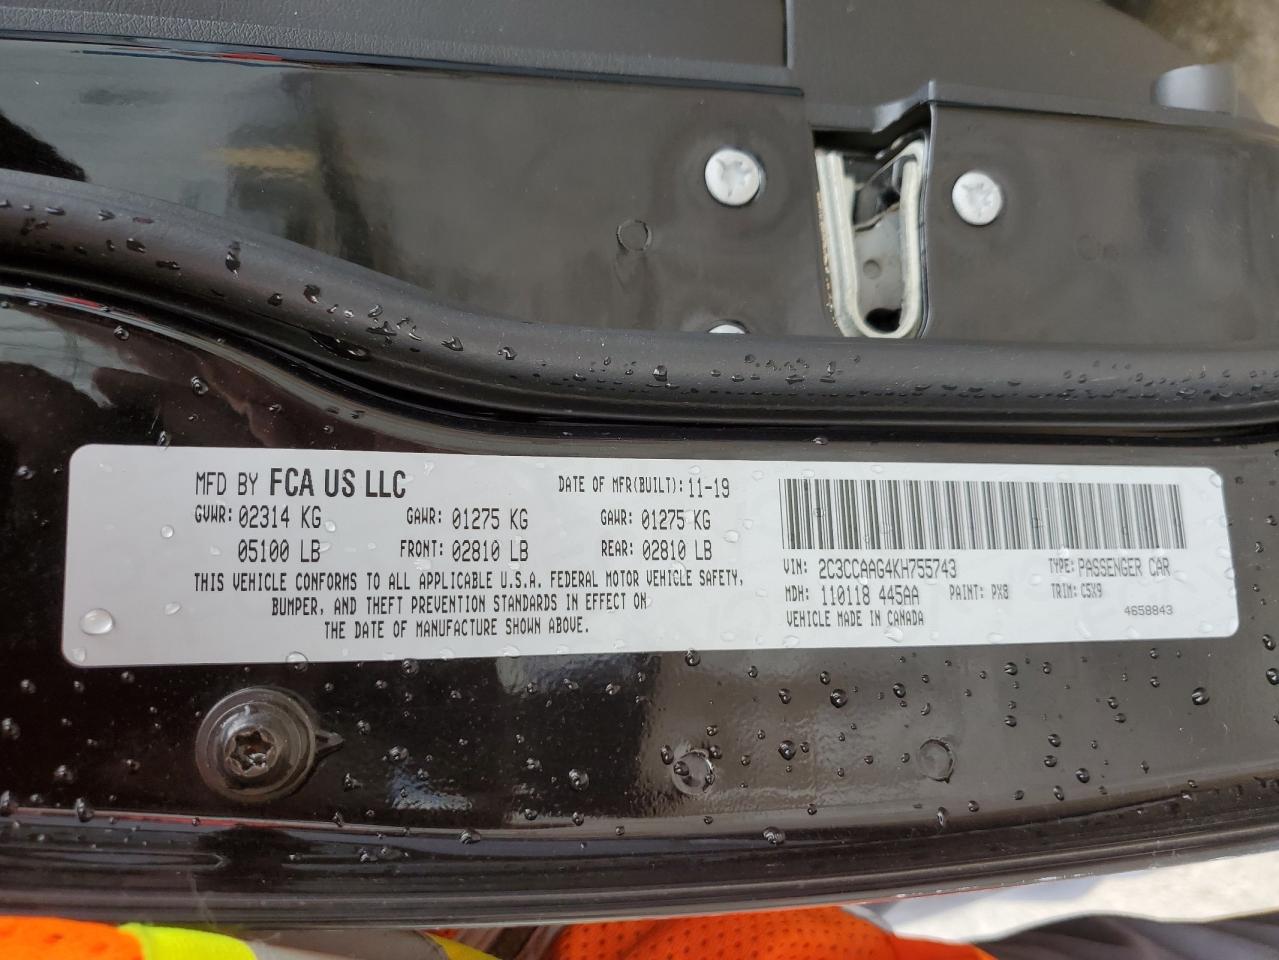 MFD BY FCA US LLC DATE OF MFR(BUILT): 11-19
GVWR: 02314 KG GAWR: 01275 KG GAWR: 01275 KG
05100 LB FRONT: 02810 LB REAR: 02810 LB
THIS VEHICLE CONFORMS TO ALL APPLICABLE U.S.A. FEDERAL MOTOR VEHICLE SAFETY,
BUMPER, AND THEFT PREVENTION STANDARDS IN EFFECT ON
THE DATE OF MANUFACTURE SHOWN ABOVE.
VIN: 2C3CCAAG4KH755743 TYPE: PASSENGER CAR
MDH: 110118 445AA PAINT: PX8 TRIM: C5X9
VEHICLE MADE IN CANADA 4658843